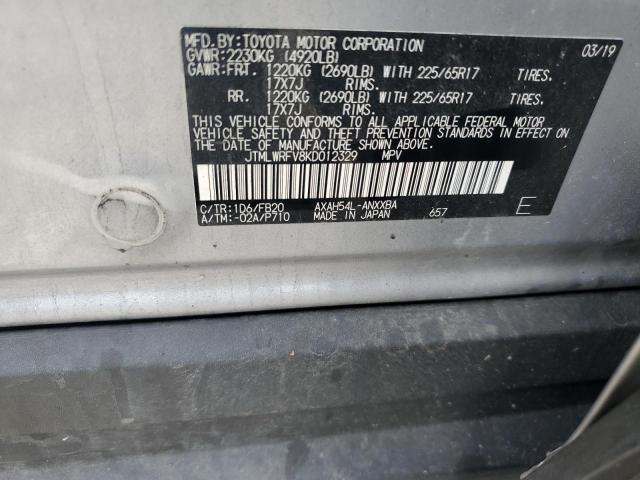 MFD.BY:TOYOTA MOTOR CORPORATION 03/19
GVWR:2230KG (4920LB)
GAWR:FRT. 1220KG (2690LB) WITH 225/65R17 TIRES.
17X7J RIMS.
RR. 1220KG (2690LB) WITH 225/65R17 TIRES.
17X7J RIMS.
THIS VEHICLE CONFORMS TO ALL APPLICABLE FEDERAL MOTOR
VEHICLE SAFETY AND THEFT PREVENTION STANDARDS IN EFFECT ON
THE DATE OF MANUFACTURE SHOWN ABOVE.
JTMLWRFV8KD012329 MPV
C/TR:1D6/FB20 AXAH54L-ANXXBA
A/TM:-02A/P710 MADE IN JAPAN 657 E